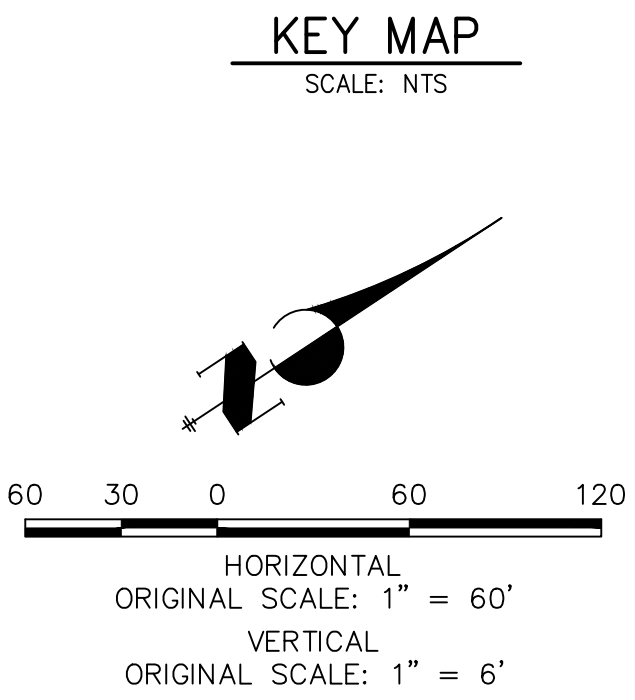 KEY MAP
SCALE: NTS
N
60 30 0 60 120
HORIZONTAL
ORIGINAL SCALE: 1" = 60'
VERTICAL
ORIGINAL SCALE: 1" = 6'